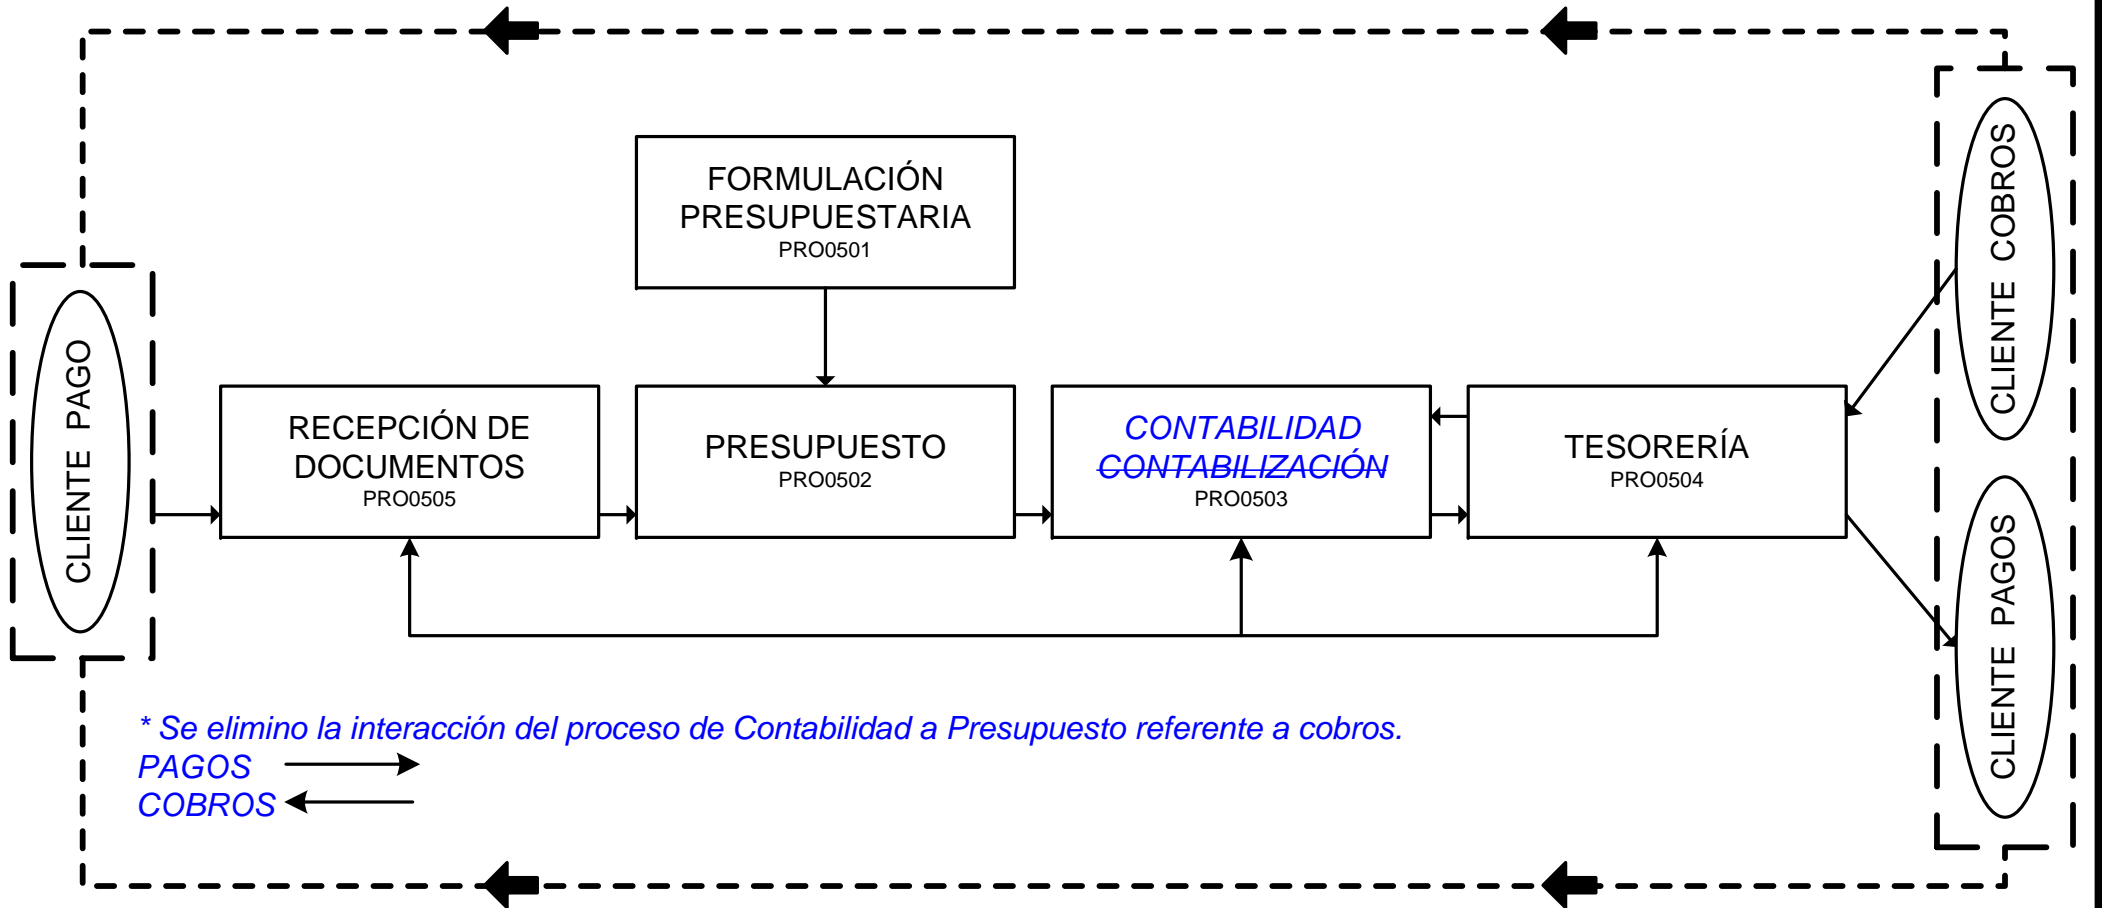 FORMULACIÓN
PRESUPUESTARIA
PRO0501
CLIENTE COBROS
CLIENTE PAGO
RECEPCIÓN DE
DOCUMENTOS
PRO0505
PRESUPUESTO
PRO0502
CONTABILIDAD
CONTABILIZACIÓN
PRO0503
TESORERÍA
PRO0504
CLIENTE PAGOS
* Se elimino la interacción del proceso de Contabilidad a Presupuesto referente a cobros.
PAGOS
COBROS